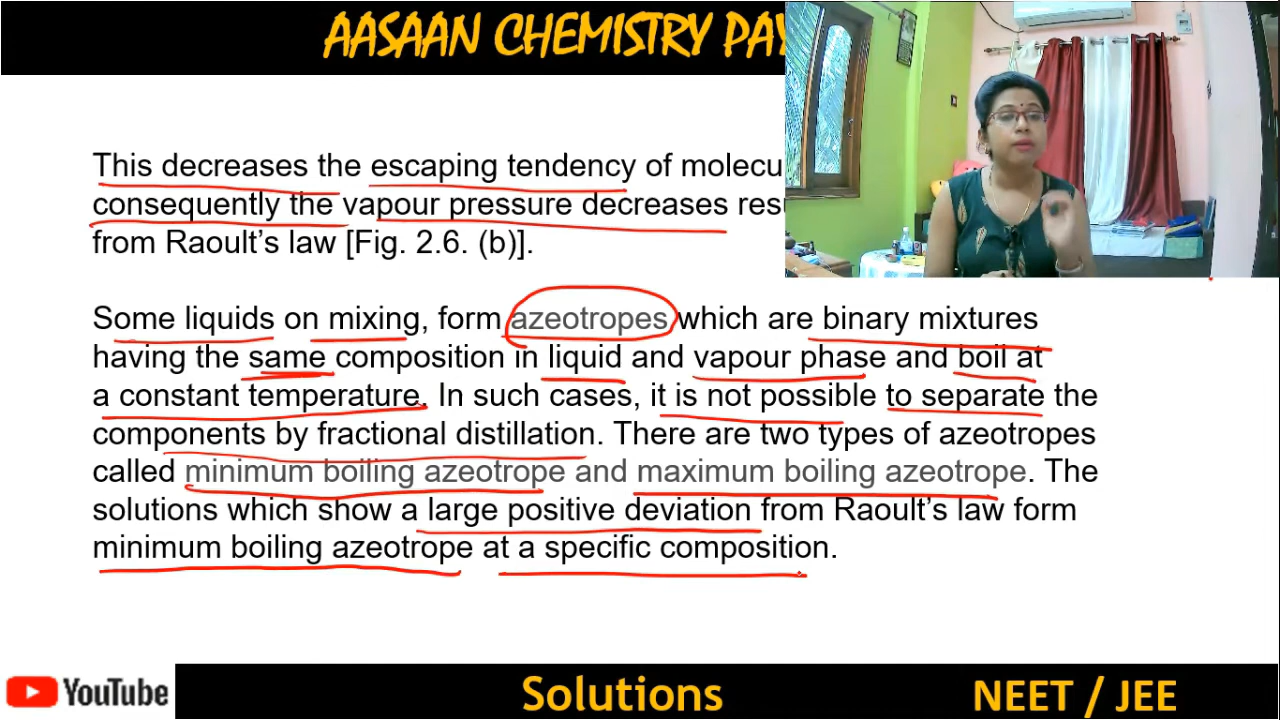 AASAAN CHEMISTRY PAY
This decreases the escaping tendency of molecu
consequently the vapour pressure decreases res
from Raoult’s law [Fig. 2.6. (b)].
Some liquids on mixing, form azeotropes which are binary mixtures
having the same composition in liquid and vapour phase and boil at
a constant temperature. In such cases, it is not possible to separate the
components by fractional distillation. There are two types of azeotropes
called minimum boiling azeotrope and maximum boiling azeotrope. The
solutions which show a large positive deviation from Raoult’s law form
minimum boiling azeotrope at a specific composition.
YouTube Solutions NEET / JEE